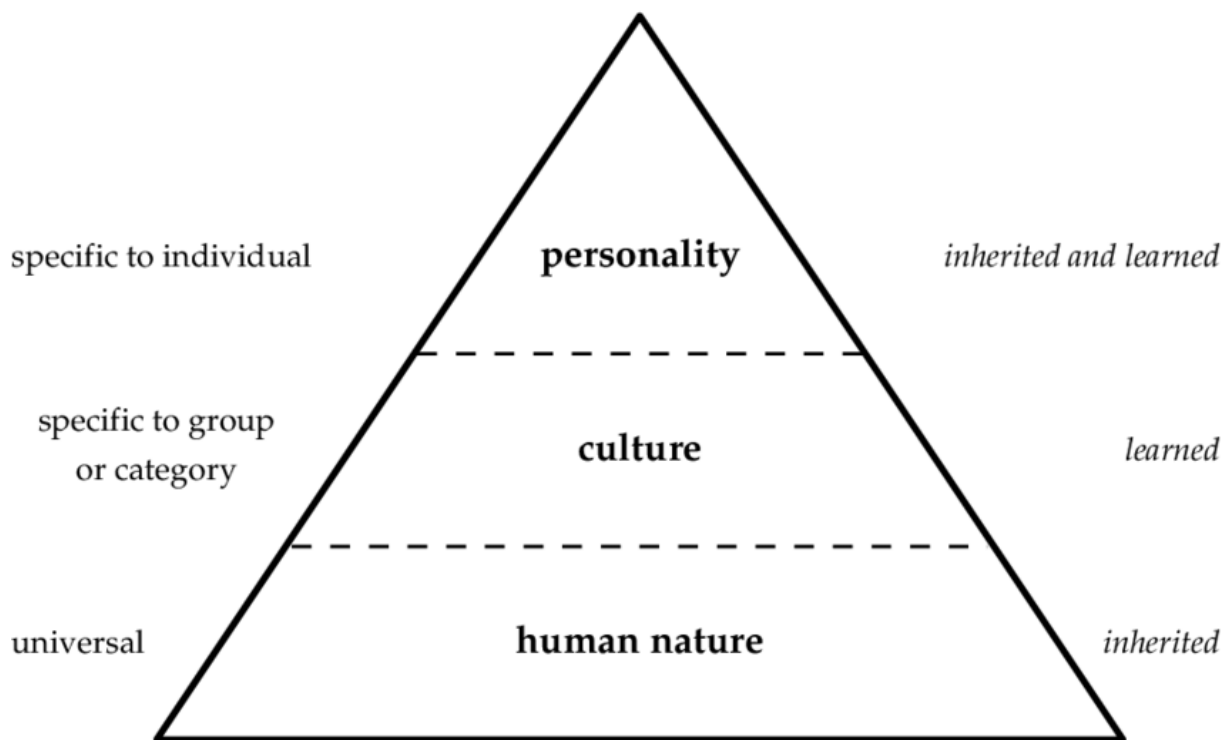 specific to individual
personality
inherited and learned
specific to group
or category
culture
learned
universal
human nature
inherited